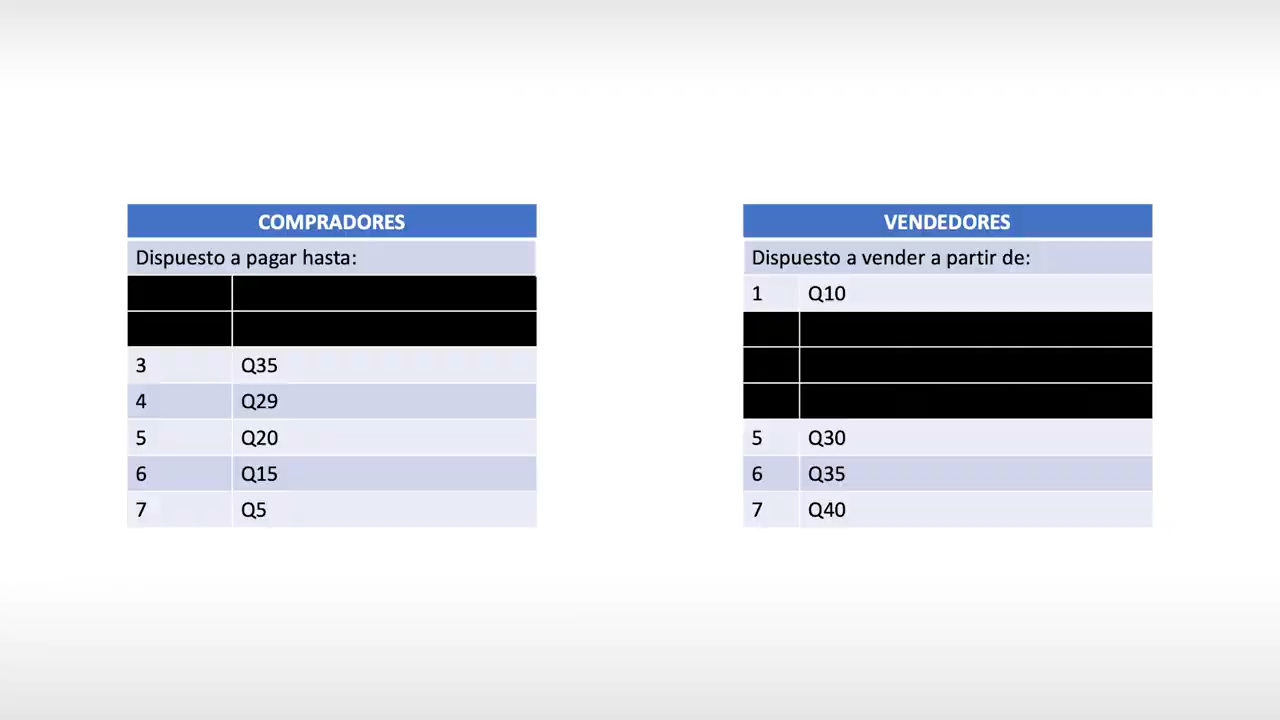 COMPRADORES
Dispuesto a pagar hasta:
3 Q35
4 Q29
5 Q20
6 Q15
7 Q5
VENDEDORES
Dispuesto a vender a partir de:
1 Q10
5 Q30
6 Q35
7 Q40